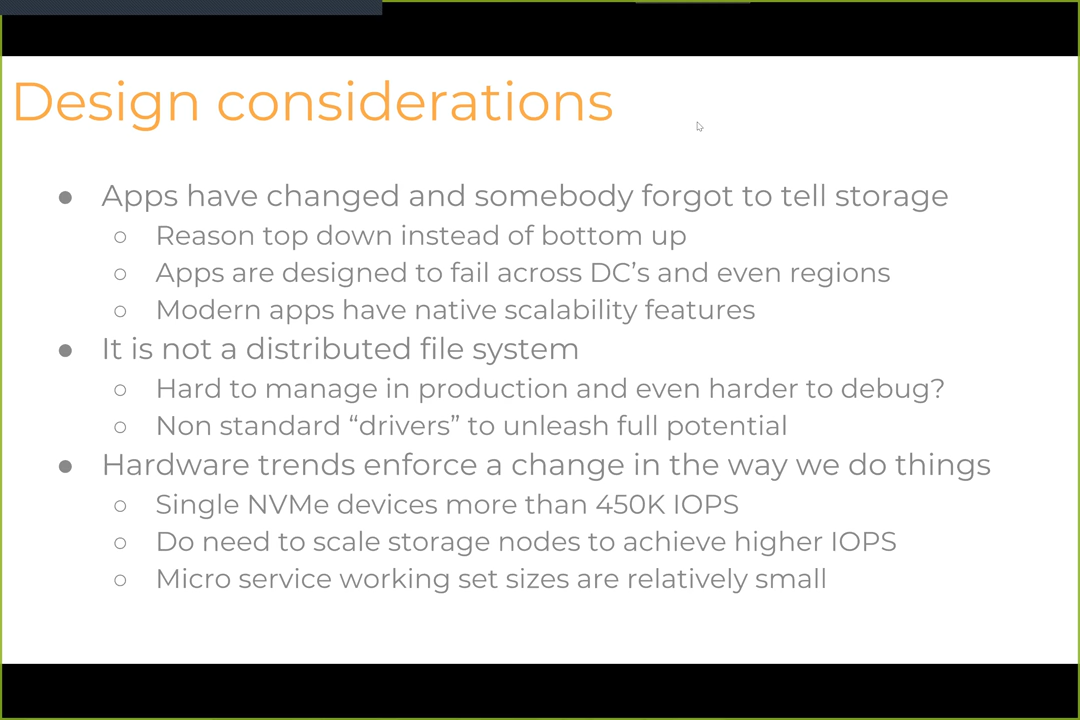 Design considerations
● Apps have changed and somebody forgot to tell storage
○ Reason top down instead of bottom up
○ Apps are designed to fail across DC’s and even regions
○ Modern apps have native scalability features
● It is not a distributed file system
○ Hard to manage in production and even harder to debug?
○ Non standard “drivers” to unleash full potential
● Hardware trends enforce a change in the way we do things
○ Single NVMe devices more than 450K IOPS
○ Do need to scale storage nodes to achieve higher IOPS
○ Micro service working set sizes are relatively small